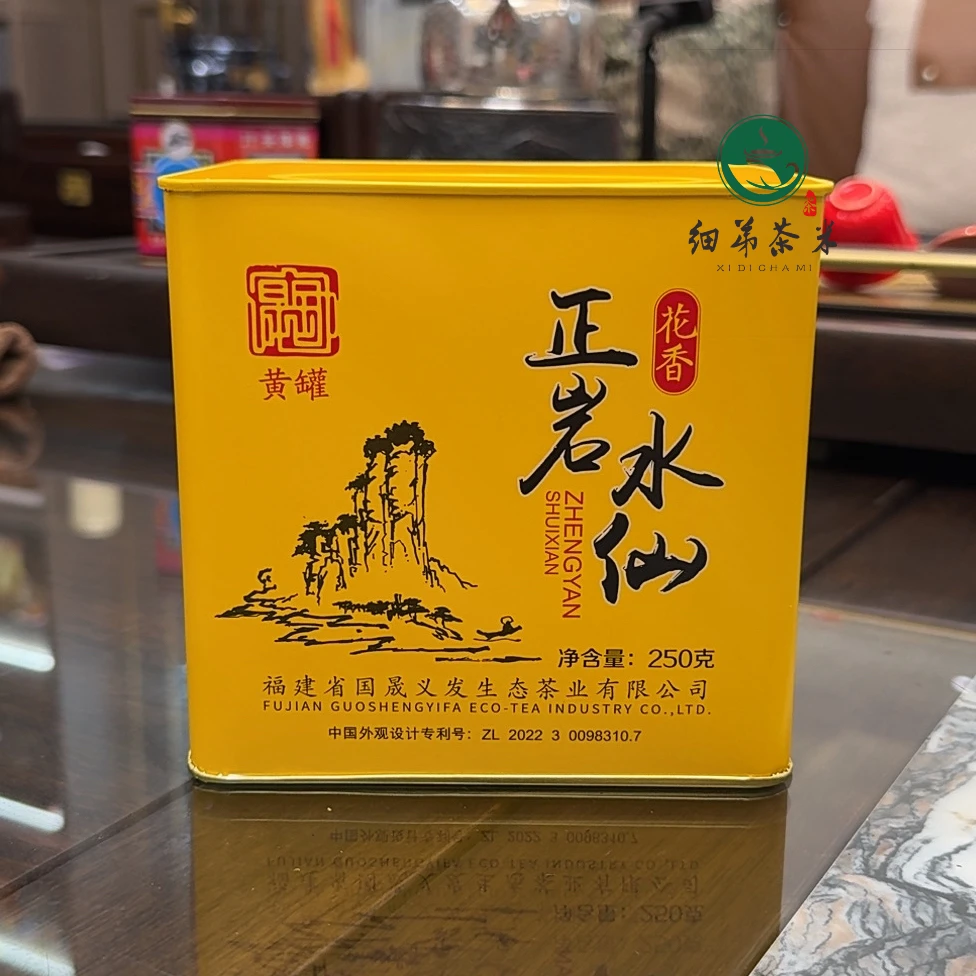 细弟茶米
XI DI CHA MI
黄罐
花香
正岩
水仙
ZHENGYAN
SHUIXIAN
净含量：250克
福建省国晟义发生态茶业有限公司
FUJIAN GUOSHENGYIFA ECO-TEA INDUSTRY CO.,LTD.
中国外观设计专利号：ZL 2022 3 0098310.7